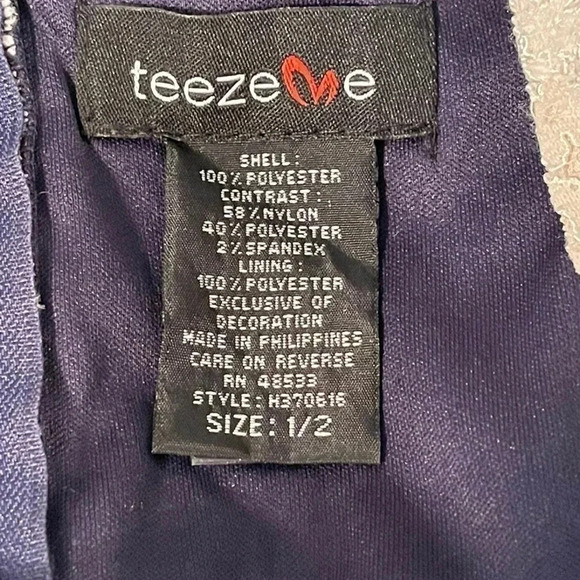 teezeme
SHELL:
100% POLYESTER
CONTRAST:
58% NYLON
40% POLYESTER
2% SPANDEX
LINING:
100% POLYESTER
EXCLUSIVE OF
DECORATION
MADE IN PHILIPPINES
CARE ON REVERSE
RN 48533
STYLE: H370616
SIZE: 1/2